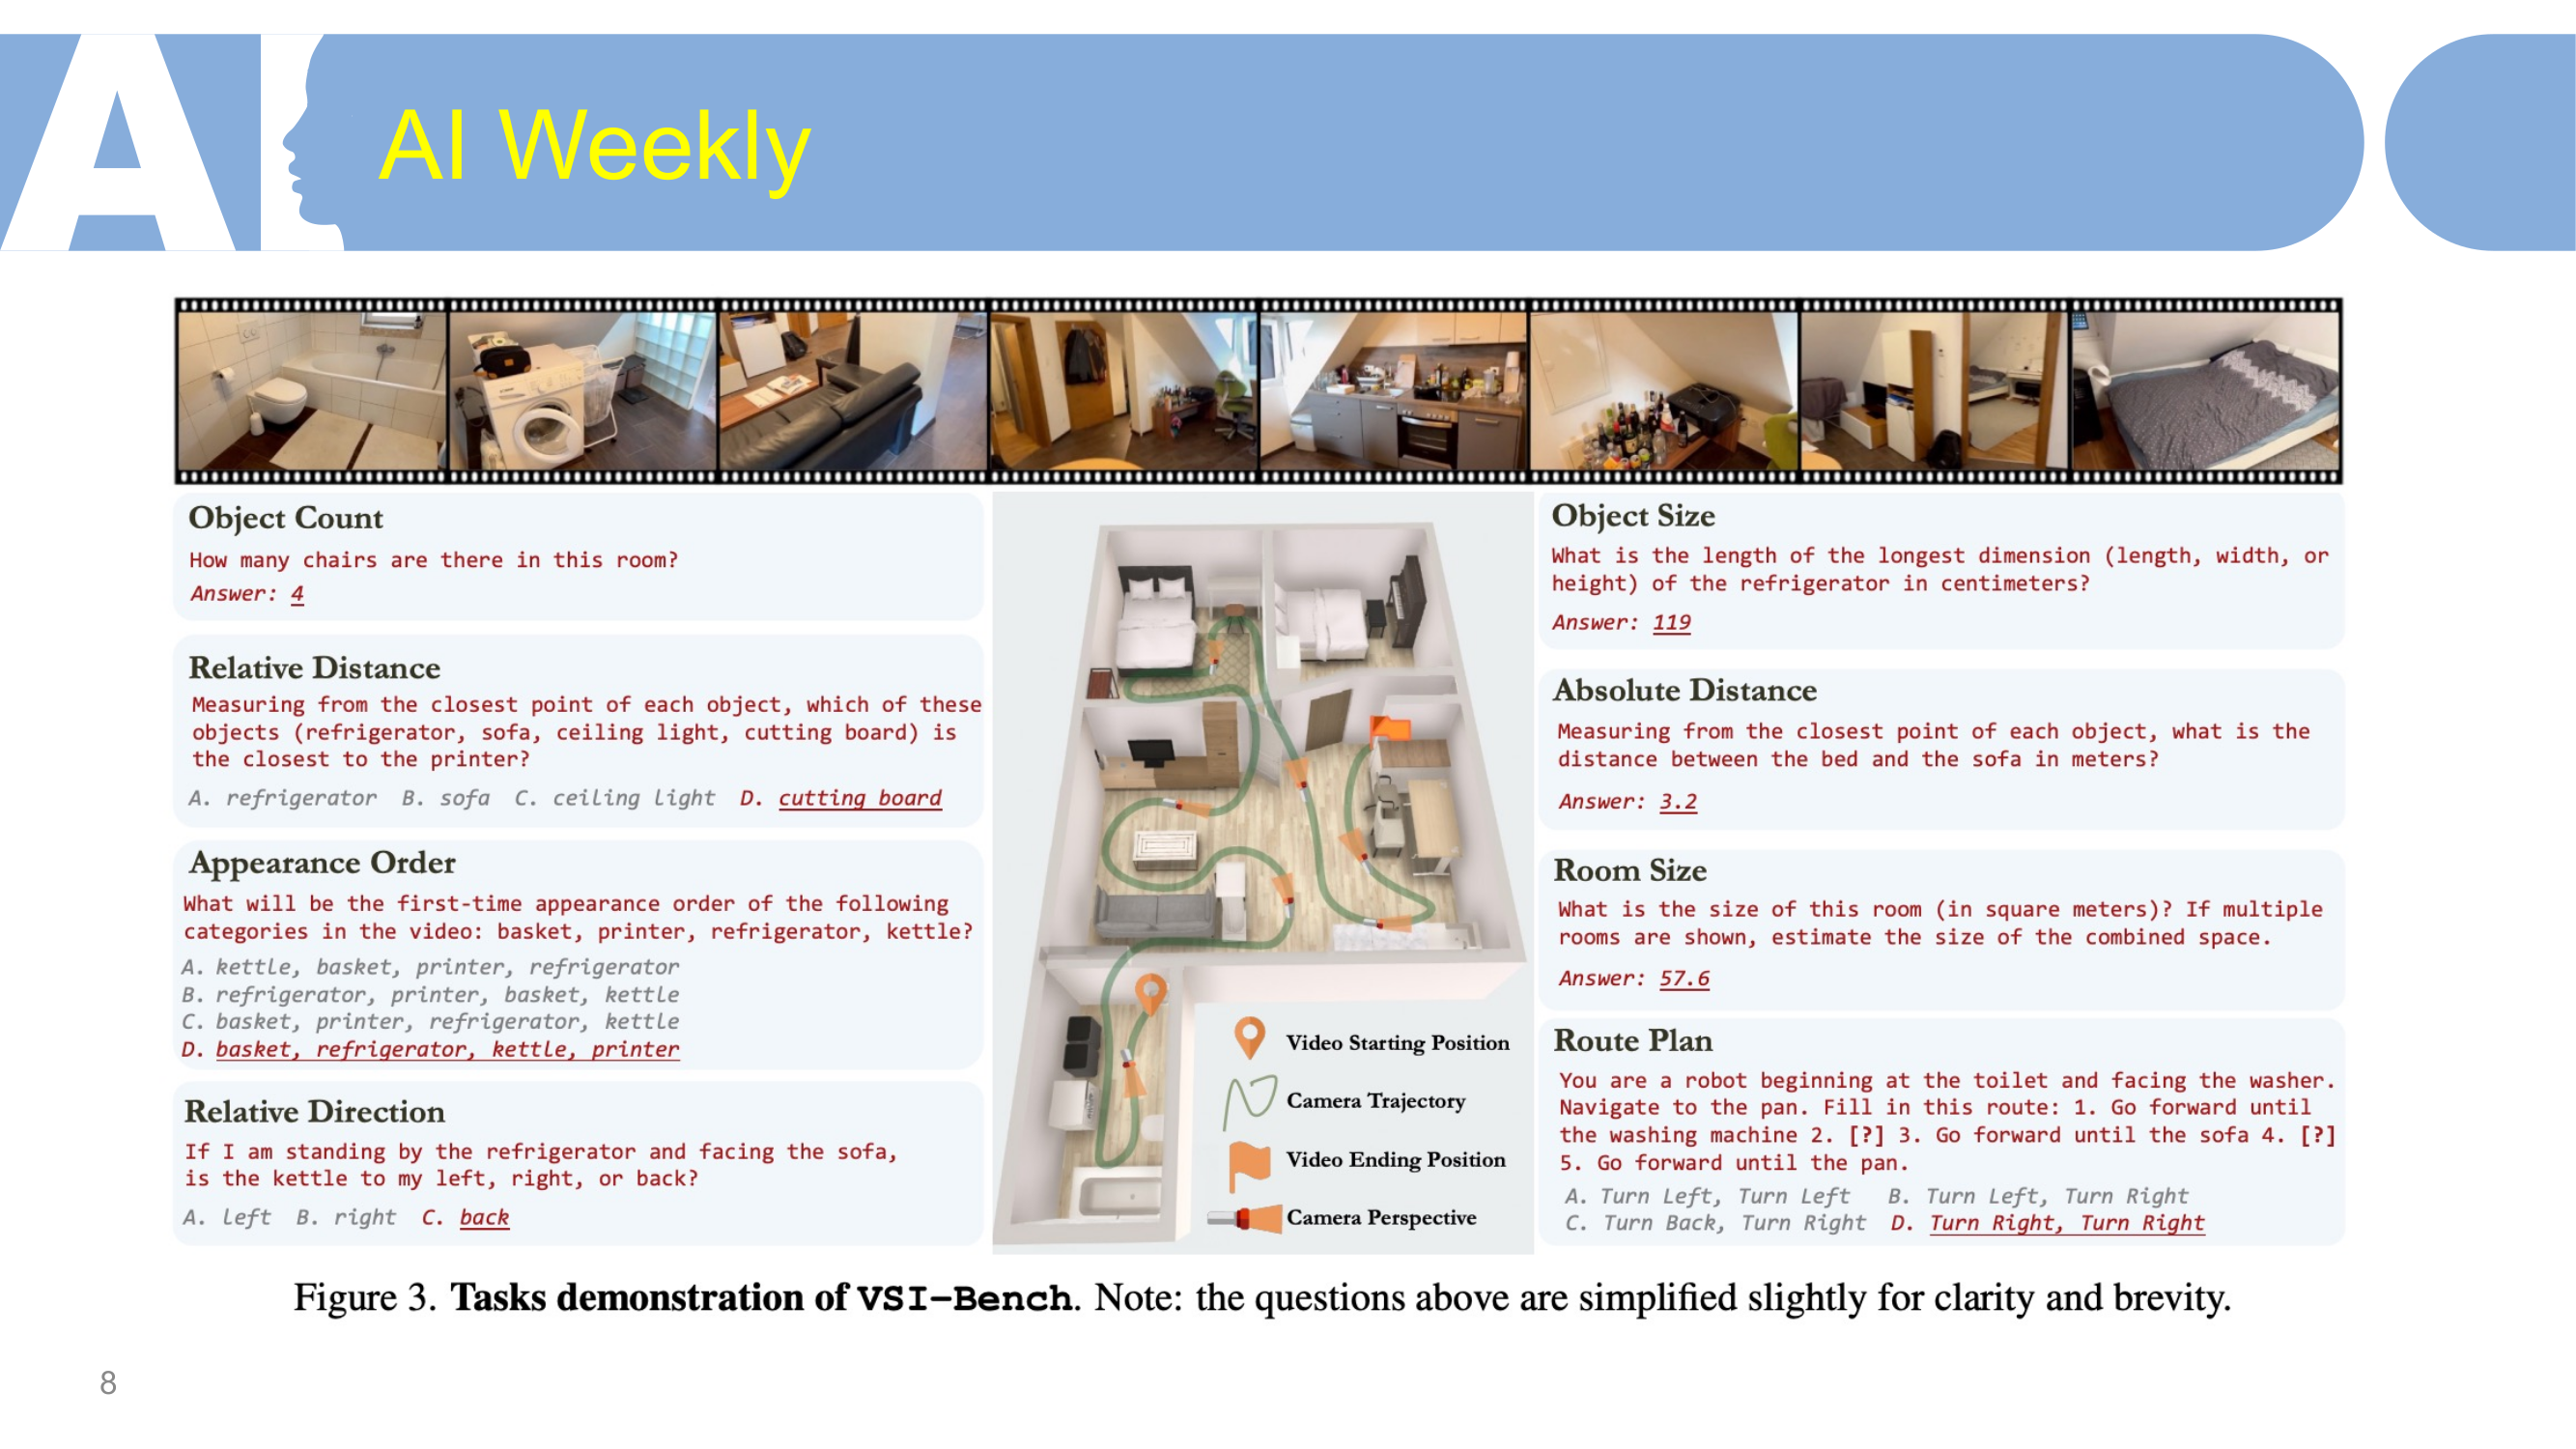 AI
AI Weekly
Object Count
How many chairs are there in this room?
Answer: 4
Relative Distance
Measuring from the closest point of each object, which of these
objects (refrigerator, sofa, ceiling light, cutting board) is
the closest to the printer?
A. refrigerator B. sofa C. ceiling light D. cutting board
Appearance Order
What will be the first-time appearance order of the following
categories in the video: basket, printer, refrigerator, kettle?
A. kettle, basket, printer, refrigerator
B. refrigerator, printer, basket, kettle
C. basket, printer, refrigerator, kettle
D. basket, refrigerator, kettle, printer
Relative Direction
If I am standing by the refrigerator and facing the sofa,
is the kettle to my left, right, or back?
A. left B. right C. back
Video Starting Position
Camera Trajectory
Video Ending Position
Camera Perspective
Object Size
What is the length of the longest dimension (length, width, or
height) of the refrigerator in centimeters?
Answer: 119
Absolute Distance
Measuring from the closest point of each object, what is the
distance between the bed and the sofa in meters?
Answer: 3.2
Room Size
What is the size of this room (in square meters)? If multiple
rooms are shown, estimate the size of the combined space.
Answer: 57.6
Route Plan
You are a robot beginning at the toilet and facing the washer.
Navigate to the pan. Fill in this route: 1. Go forward until
the washing machine 2. [?] 3. Go forward until the sofa 4. [?]
5. Go forward until the pan.
A. Turn Left, Turn Left B. Turn Left, Turn Right
C. Turn Back, Turn Right D. Turn Right, Turn Right
Figure 3. Tasks demonstration of VSI-Bench. Note: the questions above are simplified slightly for clarity and brevity.
8